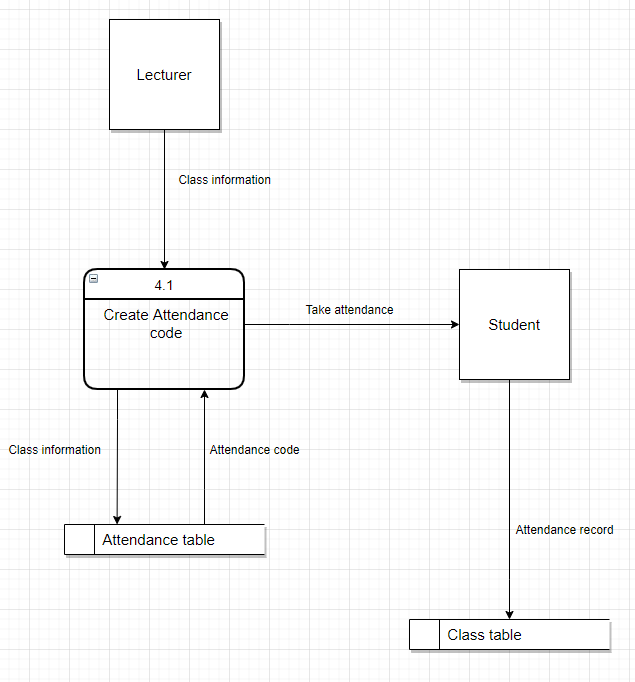 Lecturer
Class information
4.1
Create Attendance
code
Take attendance
Student
Class information
Attendance code
Attendance table
Attendance record
Class table